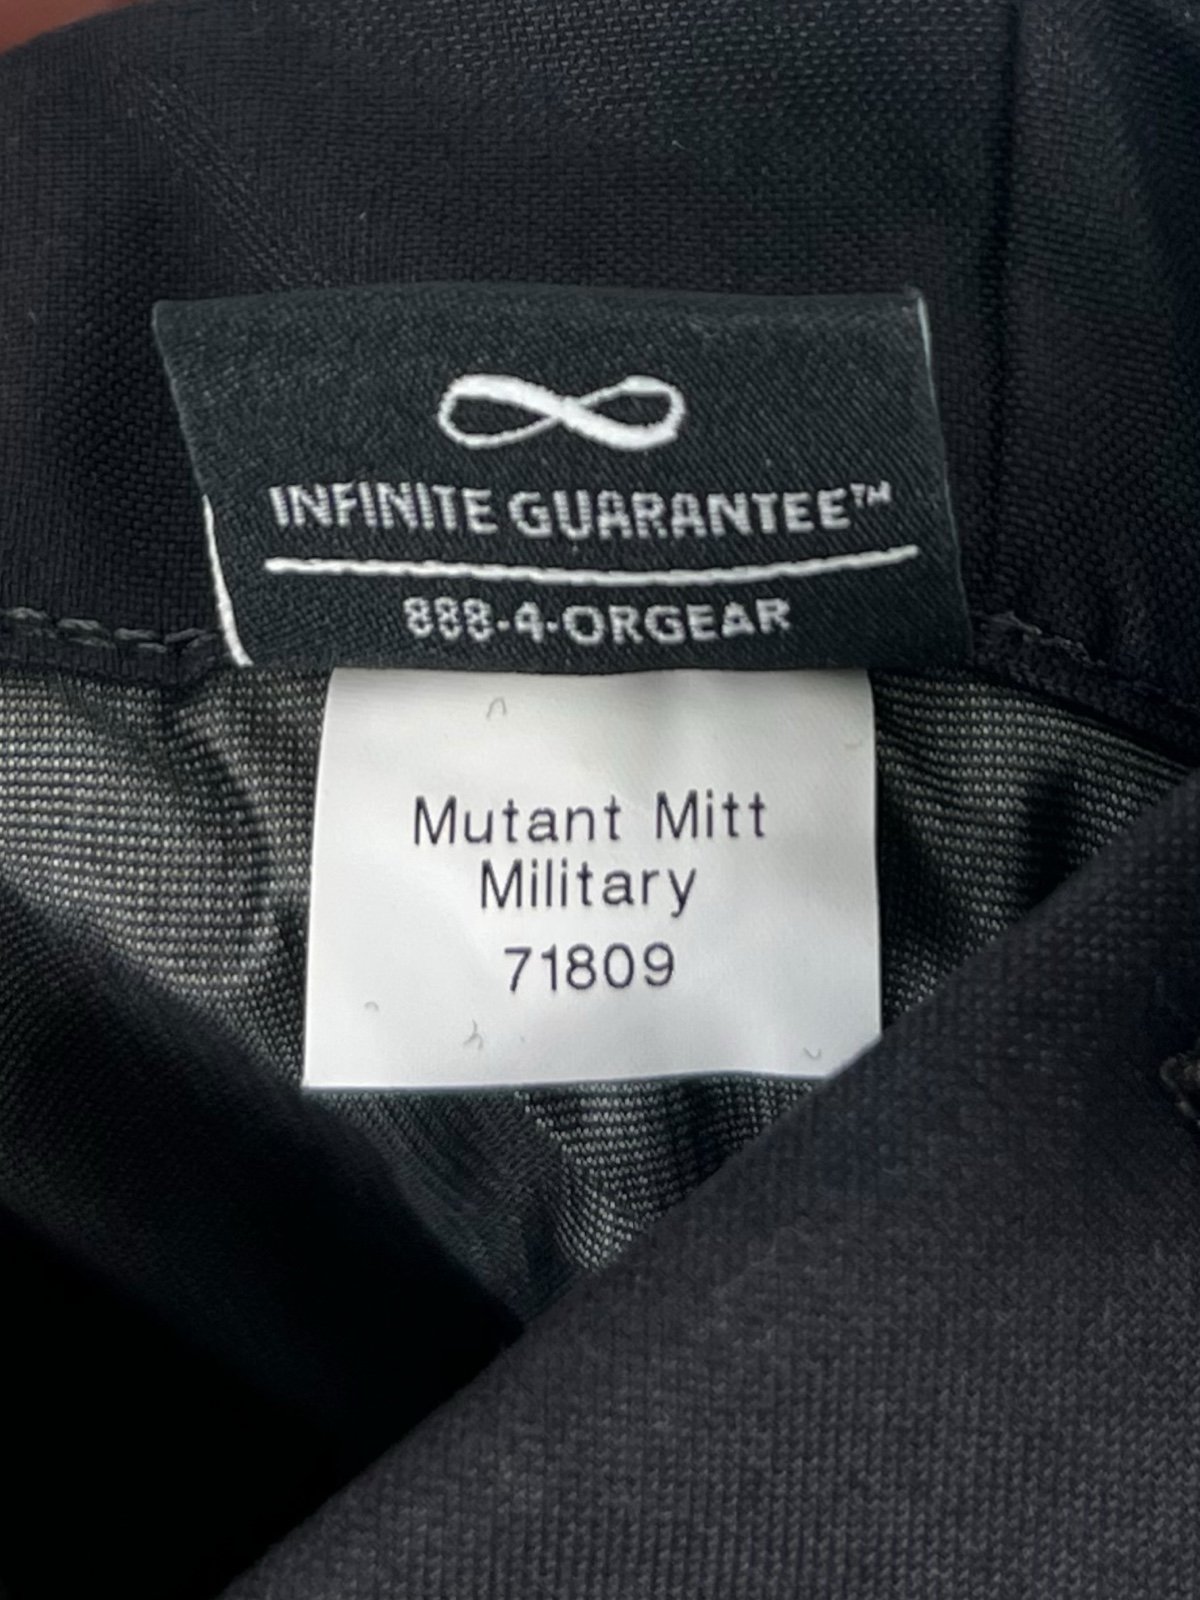 INFINITE GUARANTEE™
888-4-ORGEAR
Mutant Mitt
Military
71809